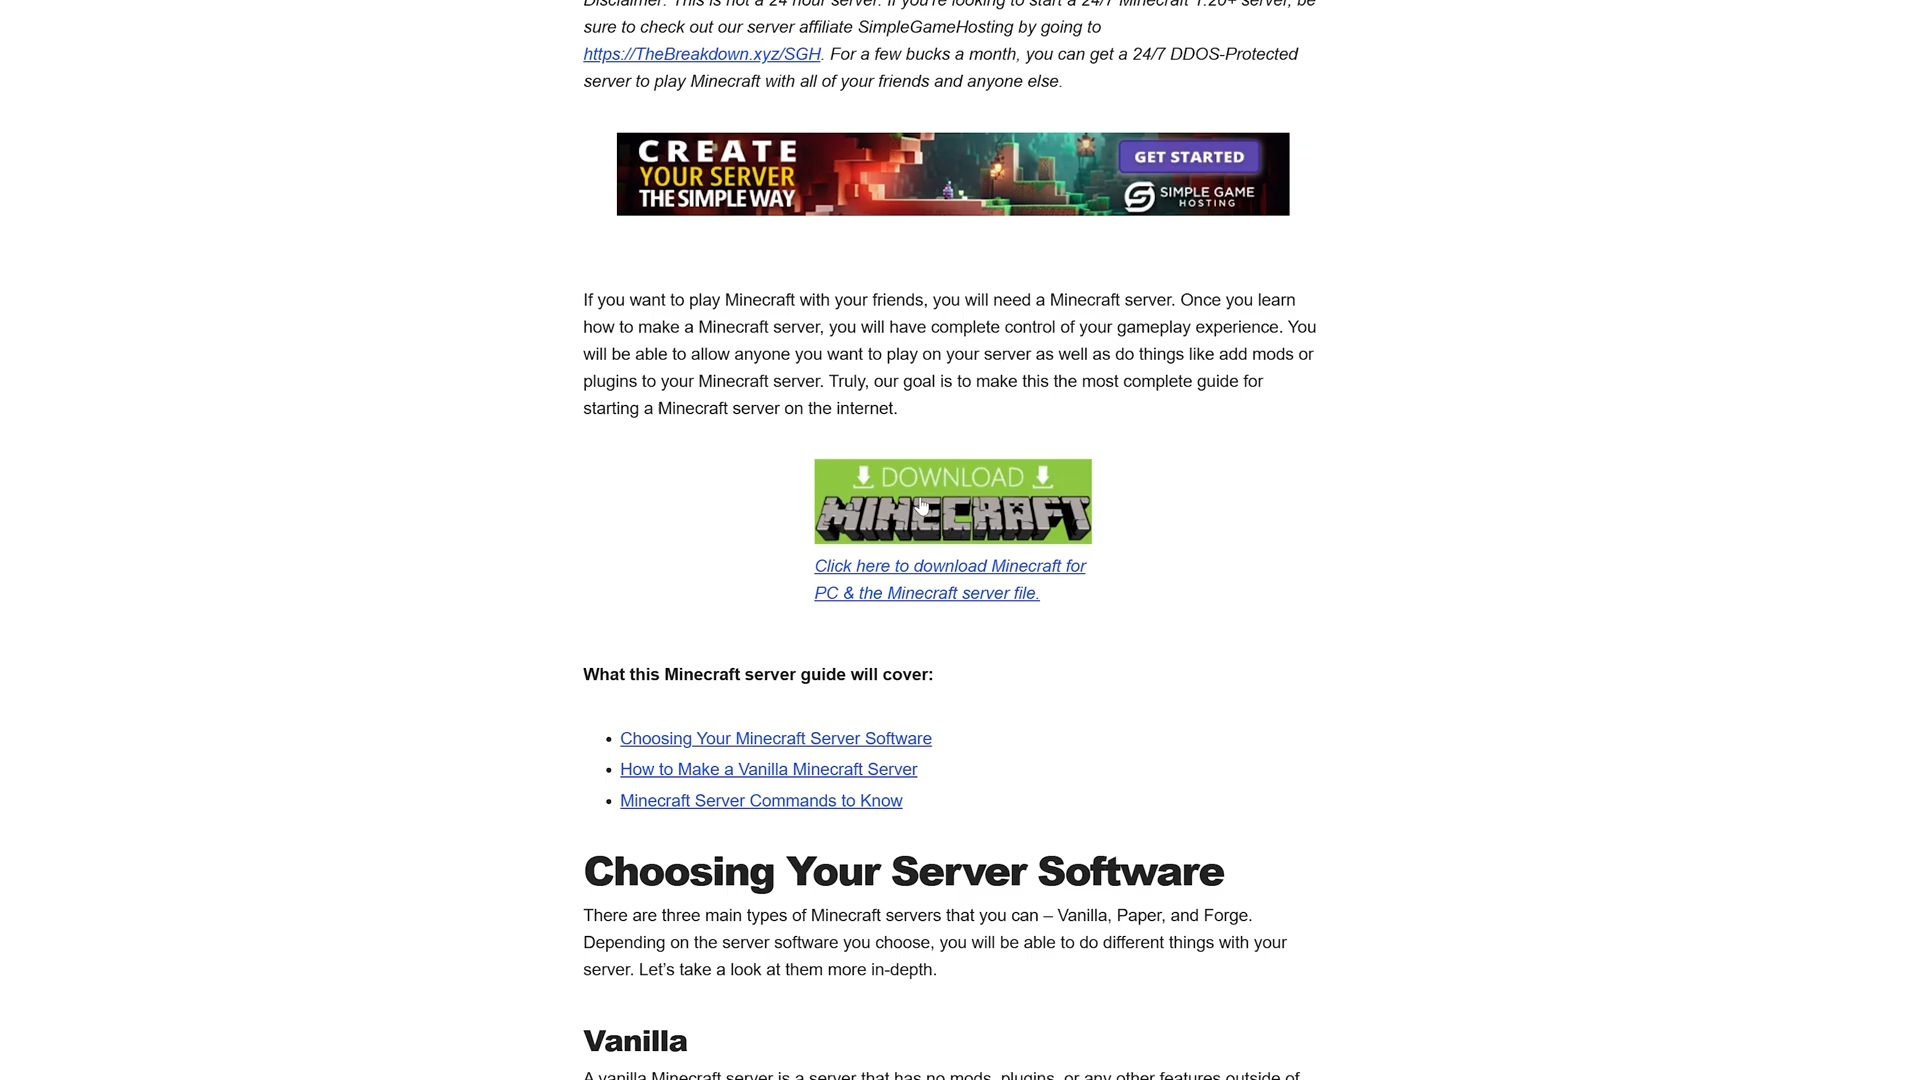 Disclaimer: This is not a 24 hour server. If you're looking to start a 24/7 Minecraft 1.20+ server, be
sure to check out our server affiliate SimpleGameHosting by going to
https://TheBreakdown.xyz/SGH. For a few bucks a month, you can get a 24/7 DDOS-Protected
server to play Minecraft with all of your friends and anyone else.
CREATE
YOUR SERVER
THE SIMPLE WAY
GET STARTED
SIMPLE GAME
HOSTING
If you want to play Minecraft with your friends, you will need a Minecraft server. Once you learn
how to make a Minecraft server, you will have complete control of your gameplay experience. You
will be able to allow anyone you want to play on your server as well as do things like add mods or
plugins to your Minecraft server. Truly, our goal is to make this the most complete guide for
starting a Minecraft server on the internet.
DOWNLOAD
MINECRAFT
Click here to download Minecraft for
PC & the Minecraft server file.
What this Minecraft server guide will cover:
• Choosing Your Minecraft Server Software
• How to Make a Vanilla Minecraft Server
• Minecraft Server Commands to Know
Choosing Your Server Software
There are three main types of Minecraft servers that you can – Vanilla, Paper, and Forge.
Depending on the server software you choose, you will be able to do different things with your
server. Let's take a look at them more in-depth.
Vanilla
A vanilla Minecraft server is a server that has no mods, plugins, or any other features outside of